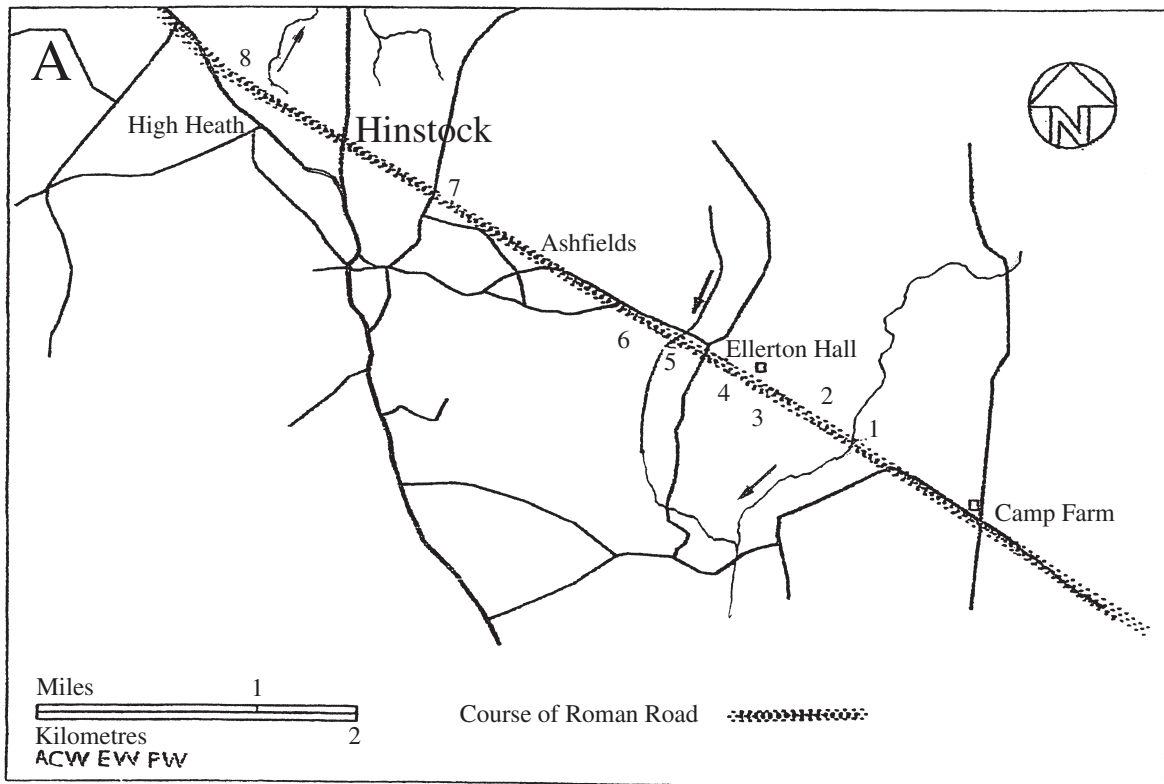 A
8
High Heath
Hinstock
N
7
Ashfields
6
5
Ellerton Hall
4
3
2
1
Camp Farm
Miles 1
Kilometres 2
Course of Roman Road
ACW EW PW